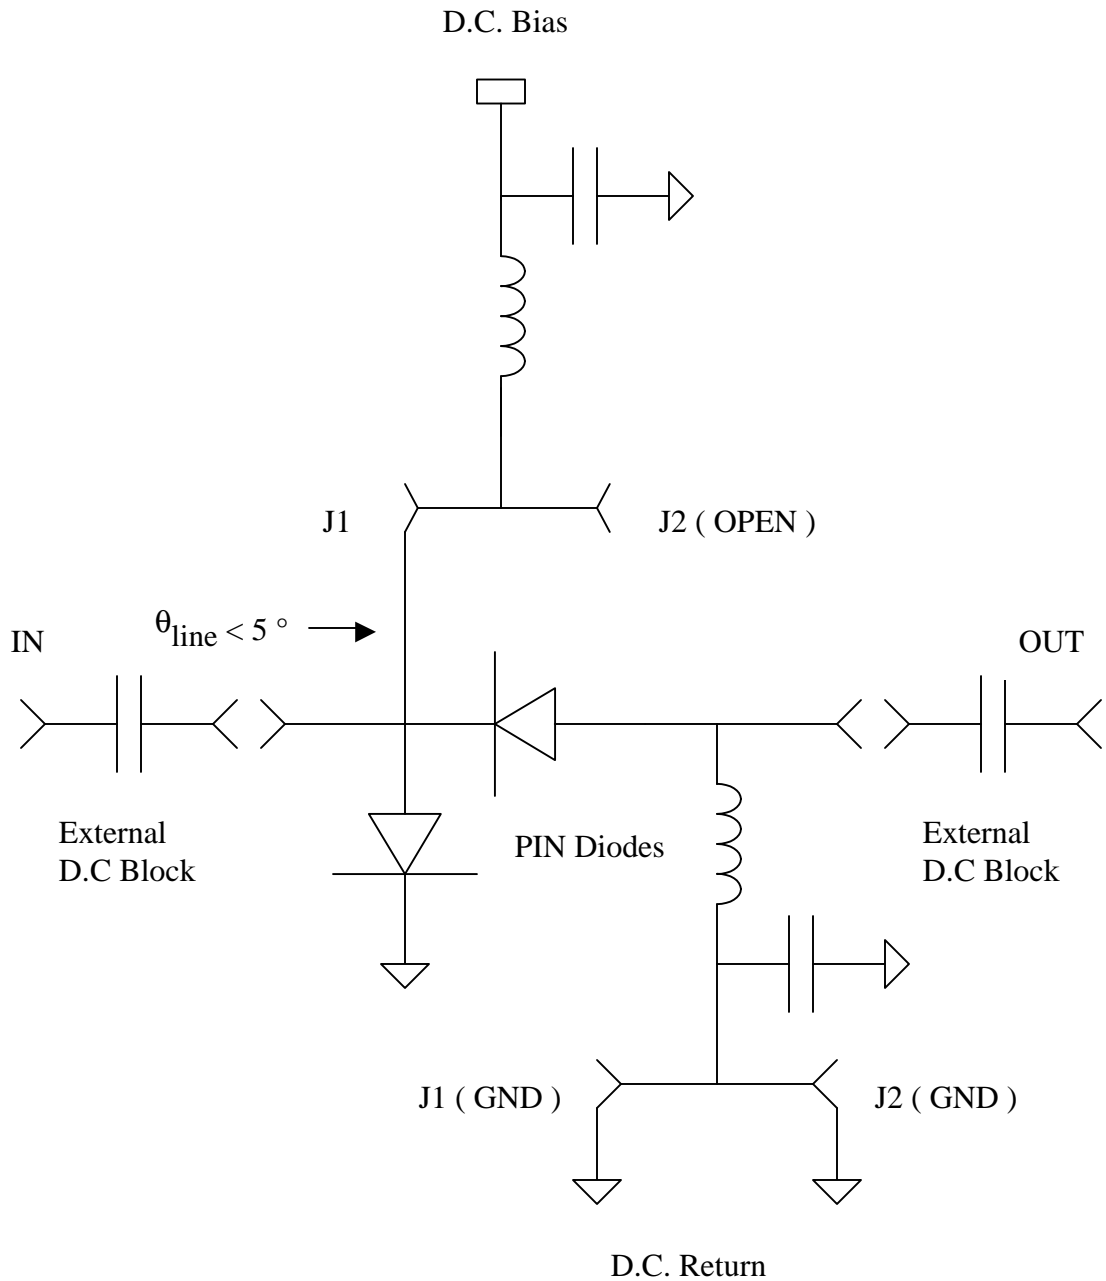 D.C. Bias
J1
J2 ( OPEN )
θline < 5 °
IN
OUT
External
D.C Block
PIN Diodes
External
D.C Block
J1 ( GND )
J2 ( GND )
D.C. Return